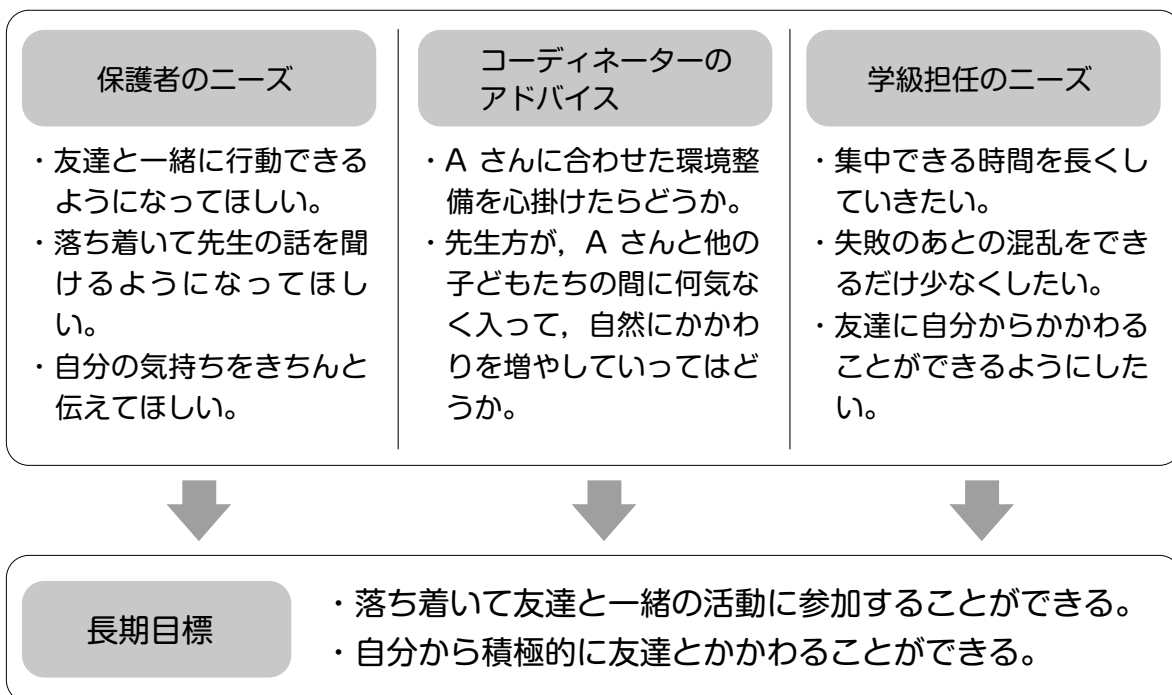 保護者のニーズ
・友達と一緒に行動できる
ようになってほしい。
・落ち着いて先生の話を聞
けるようになってほし
い。
・自分の気持ちをきちんと
伝えてほしい。
コーディネーターの
アドバイス
・A さんに合わせた環境整
備を心掛けたらどうか。
・先生方が，A さんと他の
子どもたちの間に何気な
く入って，自然にかかわ
りを増やしていってはど
うか。
学級担任のニーズ
・集中できる時間を長くし
ていきたい。
・失敗のあとの混乱をでき
るだけ少なくしたい。
・友達に自分からかかわる
ことができるようにした
い。
長期目標
・落ち着いて友達と一緒の活動に参加することができる。
・自分から積極的に友達とかかわることができる。